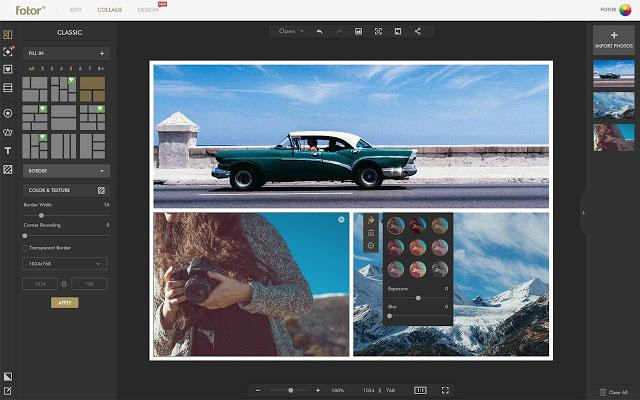 fotor®
EDIT
COLLAGE
DESIGN
NEW
FOTOR
CLASSIC
Open
FILL IN +
+
IMPORT PHOTOS
All 2 3 4 5 6 7 8+
BORDER
COLOR & TEXTURE
Border Width 10
Corner Rounding 0
Transparent Border
1024x768
1024 768
APPLY
T
Exposure 0
Blur 0
− + 100% 1024 X 768 1:1
Clear All